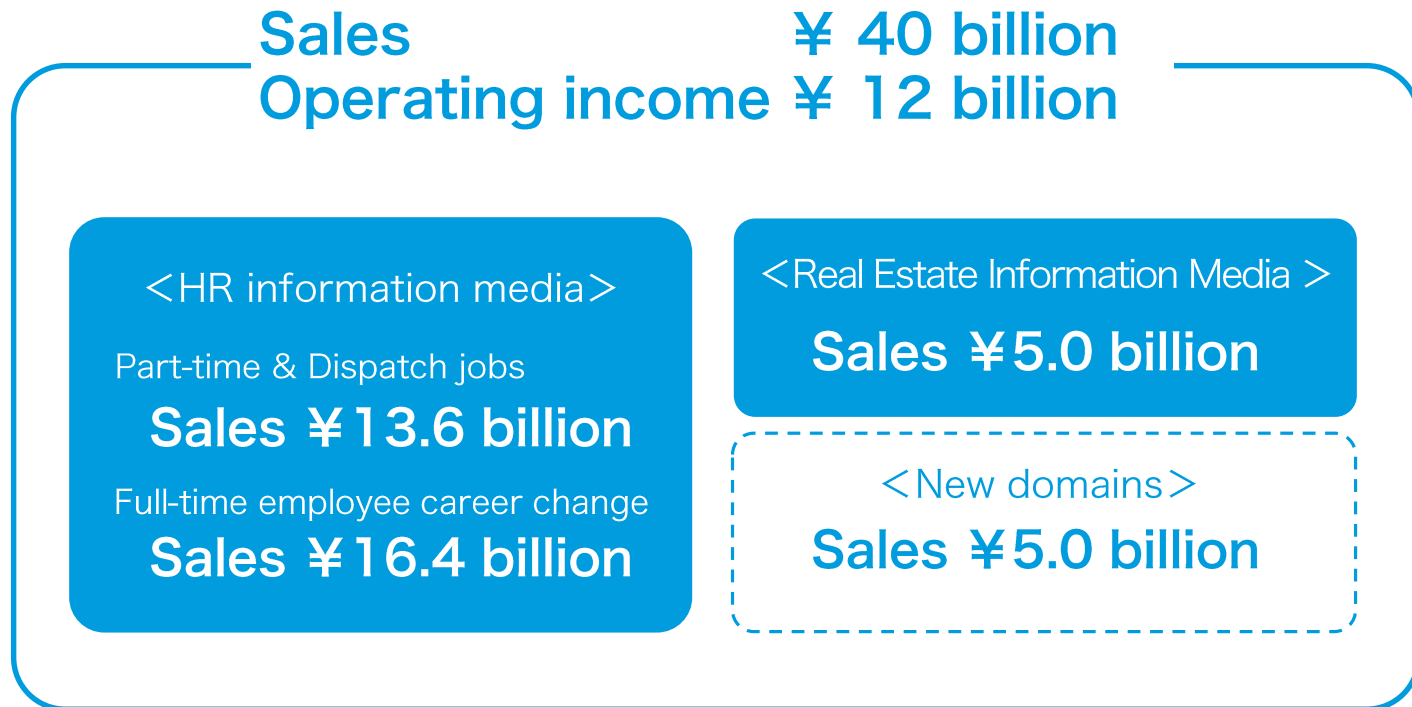 Sales ¥ 40 billion
Operating income ¥ 12 billion
<HR information media>
Part-time & Dispatch jobs
Sales ¥13.6 billion
Full-time employee career change
Sales ¥16.4 billion
<Real Estate Information Media >
Sales ¥5.0 billion
<New domains>
Sales ¥5.0 billion